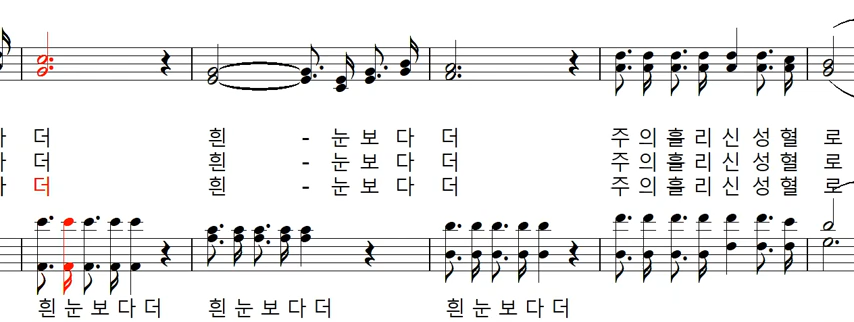 다 더 흰 - 눈 보 다 더 주 의 흘 리 신 성 혈 로
다 더 흰 - 눈 보 다 더 주 의 흘 리 신 성 혈 로
다 더 흰 - 눈 보 다 더 주 의 흘 리 신 성 혈 로
흰 눈 보 다 더 흰 눈 보 다 더 흰 눈 보 다 더